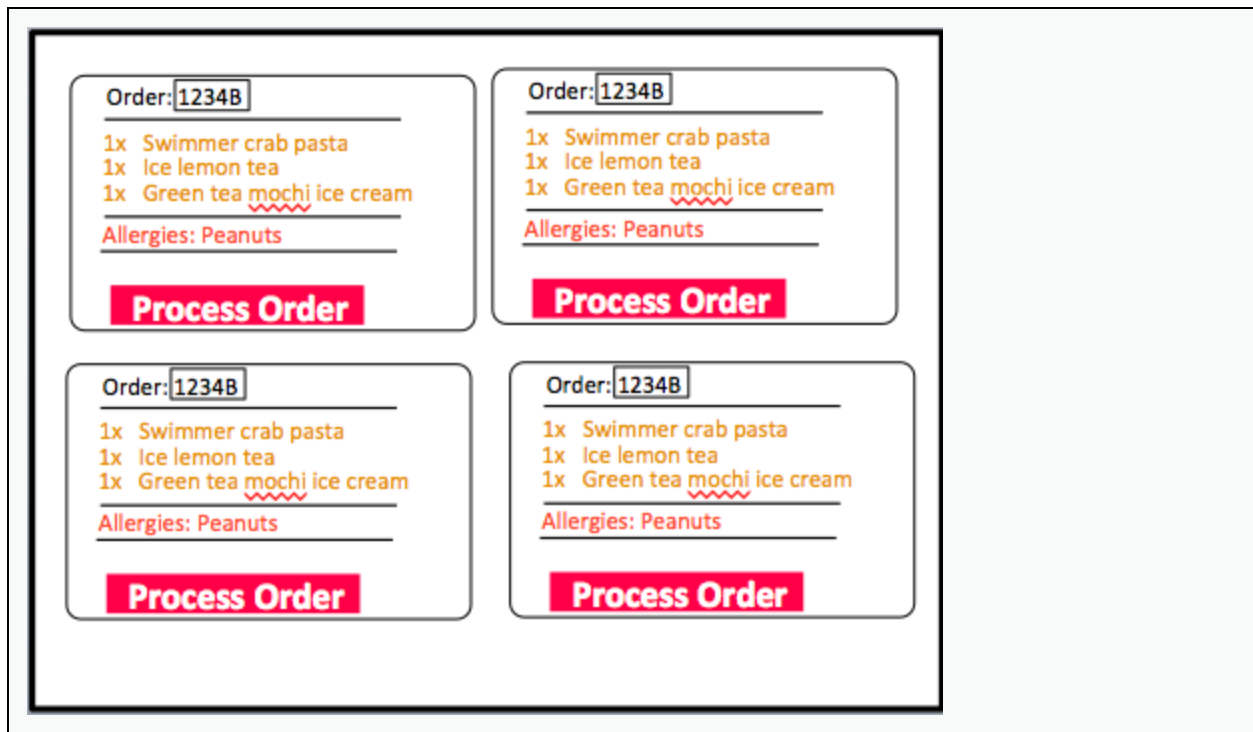 Order: 1234B
1x Swimmer crab pasta
1x Ice lemon tea
1x Green tea mochi ice cream
Allergies: Peanuts
Process Order
Order: 1234B
1x Swimmer crab pasta
1x Ice lemon tea
1x Green tea mochi ice cream
Allergies: Peanuts
Process Order
Order: 1234B
1x Swimmer crab pasta
1x Ice lemon tea
1x Green tea mochi ice cream
Allergies: Peanuts
Process Order
Order: 1234B
1x Swimmer crab pasta
1x Ice lemon tea
1x Green tea mochi ice cream
Allergies: Peanuts
Process Order